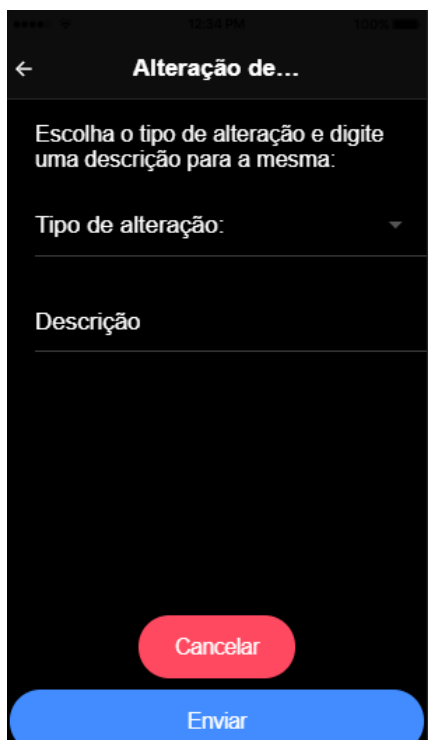 12:34 PM 100%
Alteração de...
Escolha o tipo de alteração e digite
uma descrição para a mesma:
Tipo de alteração:
Descrição
Cancelar
Enviar